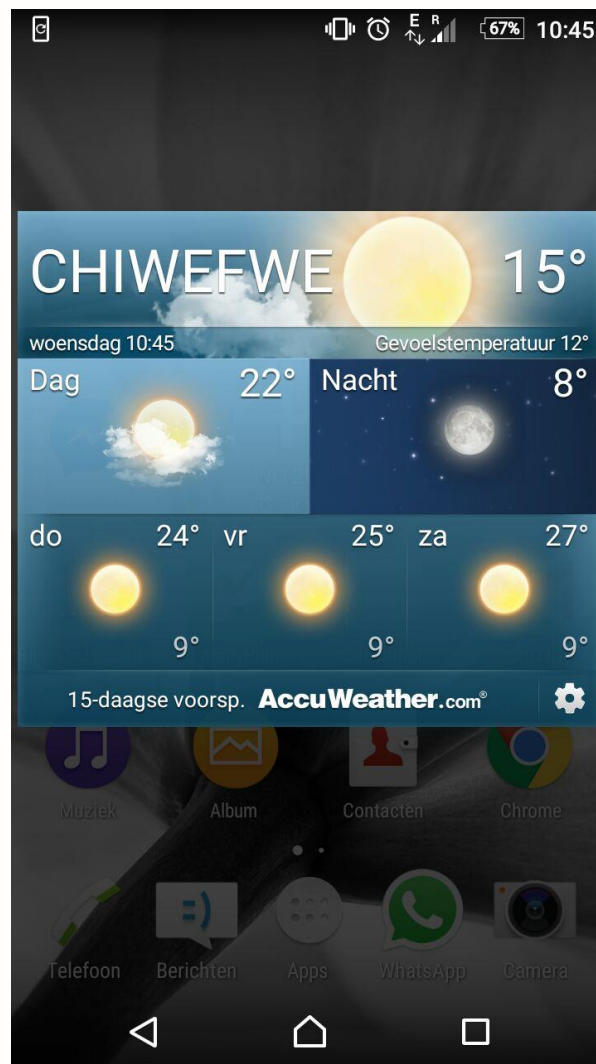 E R 67% 10:45
CHIWEFWE 15°
woensdag 10:45 Gevoelstemperatuur 12°
Dag 22° Nacht 8°
do 24° vr 25° za 27°
9° 9° 9°
15-daagse voorsp. AccuWeather.com®
Muziek Album Contacten Chrome
Telefoon Berichten Apps WhatsApp Camera